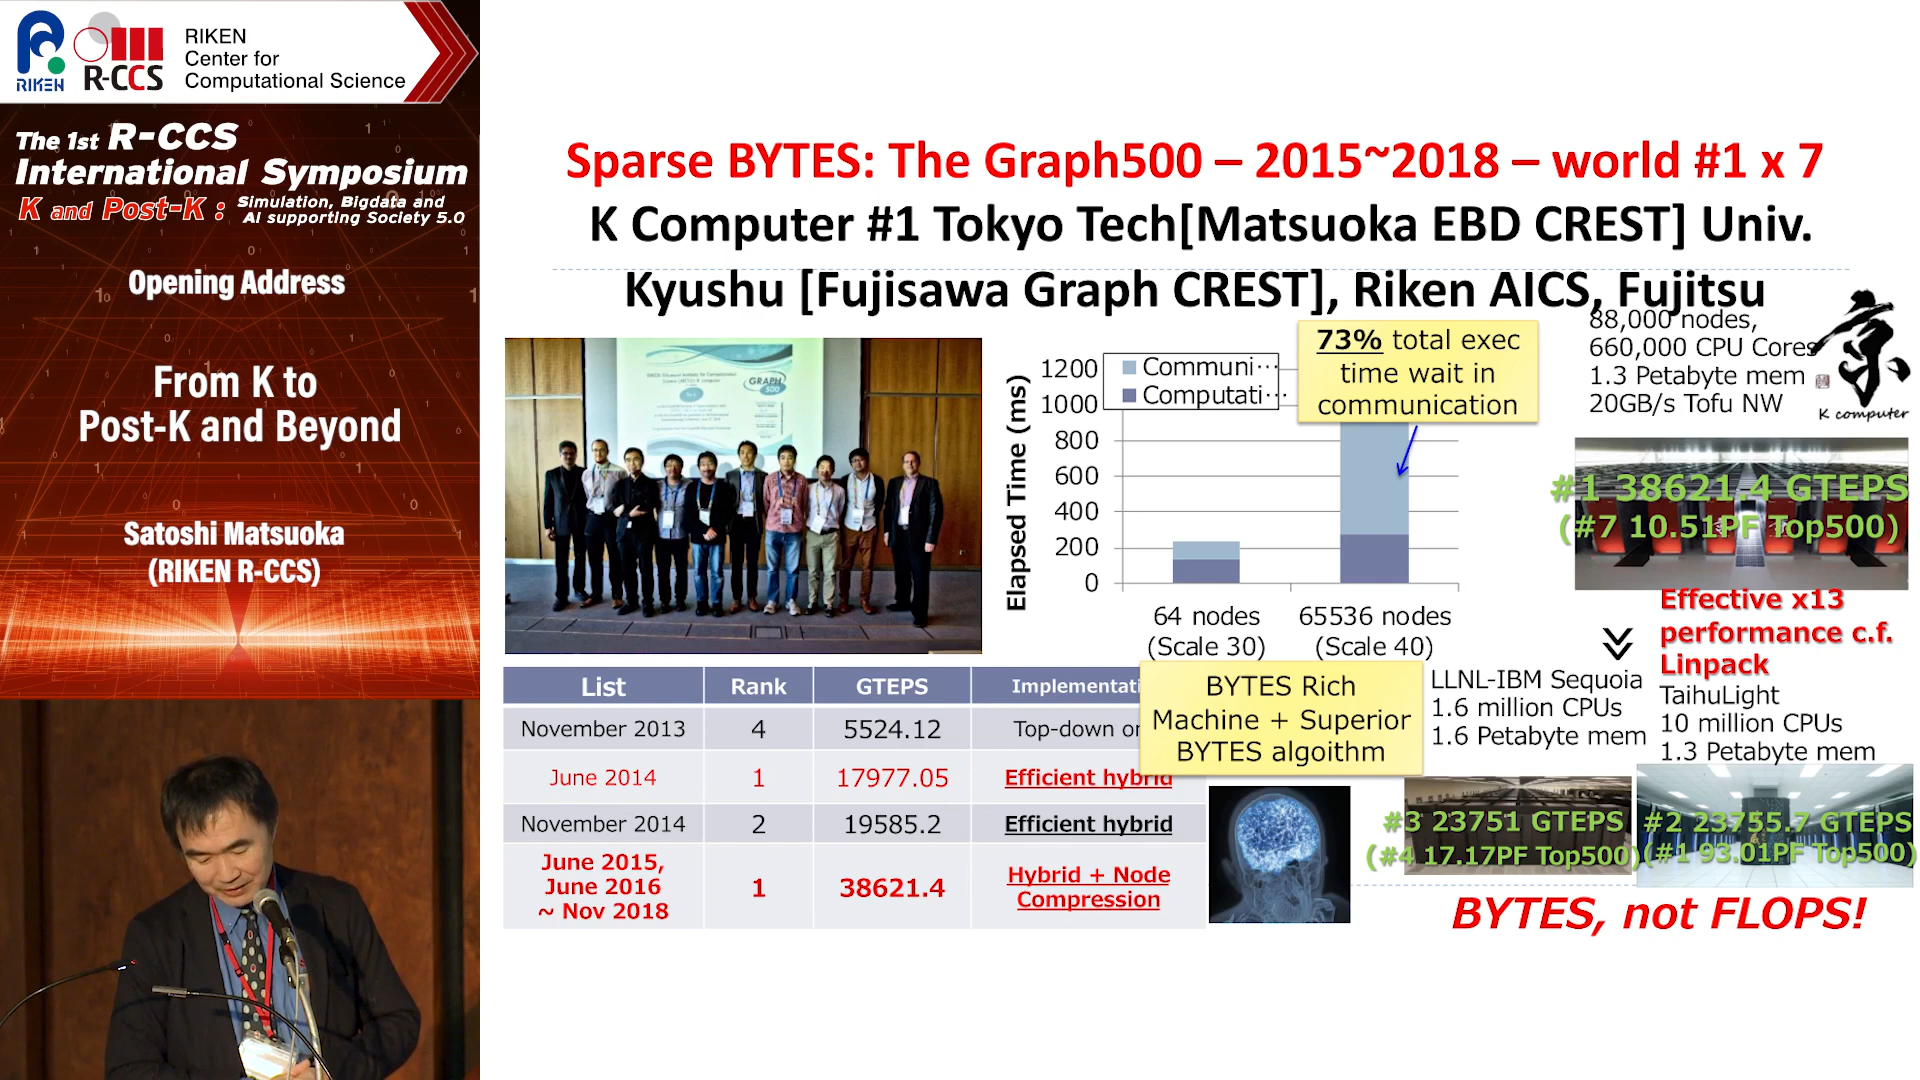 RIKEN
R-CCS
RIKEN
Center for
Computational Science
The 1st R-CCS
International Symposium
K and Post-K :
Simulation, Bigdata and
AI supporting Society 5.0
Opening Address
From K to
Post-K and Beyond
Satoshi Matsuoka
(RIKEN R-CCS)
Sparse BYTES: The Graph500 – 2015~2018 – world #1 x 7
K Computer #1 Tokyo Tech[Matsuoka EBD CREST] Univ.
Kyushu [Fujisawa Graph CREST], Riken AICS, Fujitsu
GRAPH
500
Elapsed Time (ms)
1200
1000
800
600
400
200
0
Communi…
Computati…
73% total exec
time wait in
communication
64 nodes
(Scale 30)
65536 nodes
(Scale 40)
88,000 nodes,
660,000 CPU Cores
1.3 Petabyte mem
20GB/s Tofu NW
京
K computer
#1 38621.4 GTEPS
(#7 10.51PF Top500)
Effective x13
performance c.f.
Linpack
LLNL-IBM Sequoia
1.6 million CPUs
1.6 Petabyte mem
TaihuLight
10 million CPUs
1.3 Petabyte mem
#3 23751 GTEPS
(#4 17.17PF Top500)
#2 23755.7 GTEPS
(#1 93.01PF Top500)
BYTES, not FLOPS!
BYTES Rich
Machine + Superior
BYTES algoithm
List Rank GTEPS Implementati
November 2013 4 5524.12 Top-down or
June 2014 1 17977.05 Efficient hybrid
November 2014 2 19585.2 Efficient hybrid
June 2015,
June 2016
~ Nov 2018 1 38621.4 Hybrid + Node
Compression